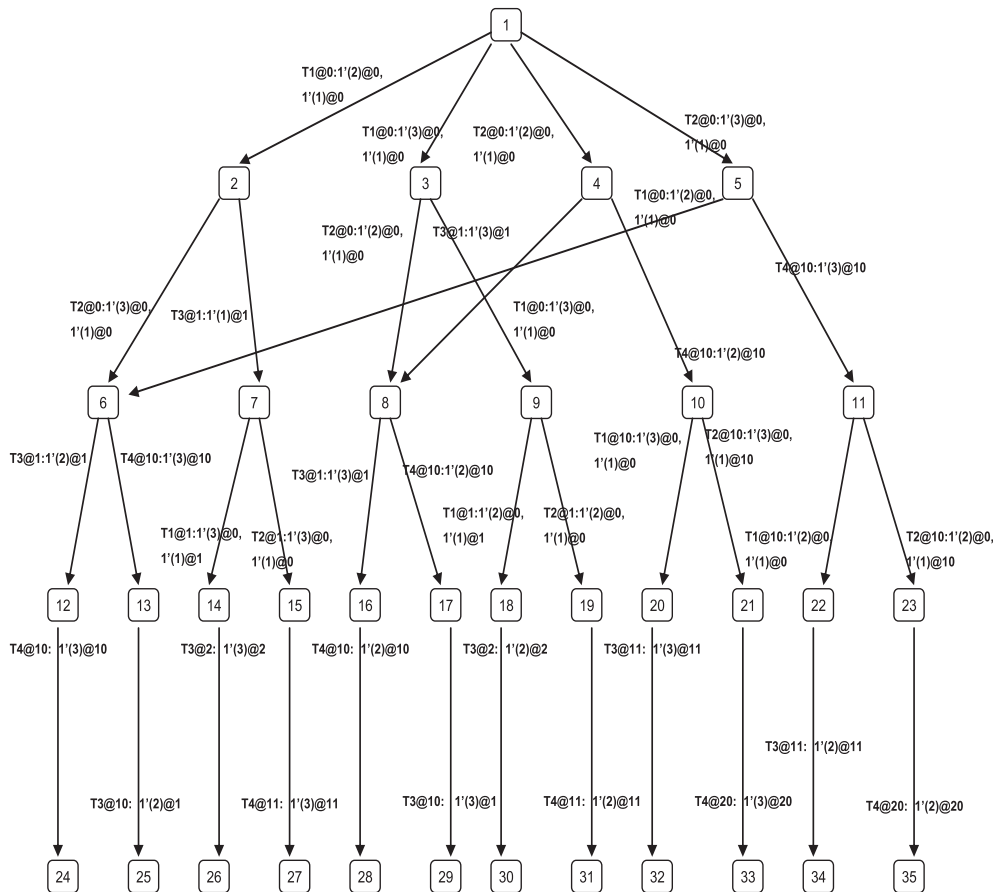 1
T1@0:1'(2)@0,
1'(1)@0
T1@0:1'(3)@0,
1'(1)@0
T2@0:1'(2)@0,
1'(1)@0
T2@0:1'(3)@0,
1'(1)@0
2
3
4
5
T2@0:1'(3)@0,
1'(1)@0
T3@1:1'(1)@1
T2@0:1'(2)@0,
1'(1)@0
T3@1:1'(3)@1
T1@0:1'(3)@0,
1'(1)@0
T1@0:1'(2)@0,
1'(1)@0
T4@10:1'(2)@10
T4@10:1'(3)@10
6
7
8
9
10
11
T3@1:1'(2)@1
T4@10:1'(3)@10
T1@1:1'(3)@0,
1'(1)@1
T2@1:1'(3)@0,
1'(1)@0
T3@1:1'(3)@1
T4@10:1'(2)@10
T1@1:1'(2)@0,
1'(1)@1
T2@1:1'(2)@0,
1'(1)@0
T1@10:1'(3)@0,
1'(1)@0
T2@10:1'(3)@0,
1'(1)@10
T1@10:1'(2)@0,
1'(1)@0
T2@10:1'(2)@0,
1'(1)@10
12
13
14
15
16
17
18
19
20
21
22
23
T4@10: 1'(3)@10
T3@10: 1'(2)@1
T3@2: 1'(3)@2
T4@11: 1'(3)@11
T4@10: 1'(2)@10
T3@10: 1'(3)@1
T3@2: 1'(2)@2
T4@11: 1'(2)@11
T3@11: 1'(3)@11
T4@20: 1'(3)@20
T3@11: 1'(2)@11
T4@20: 1'(2)@20
24
25
26
27
28
29
30
31
32
33
34
35